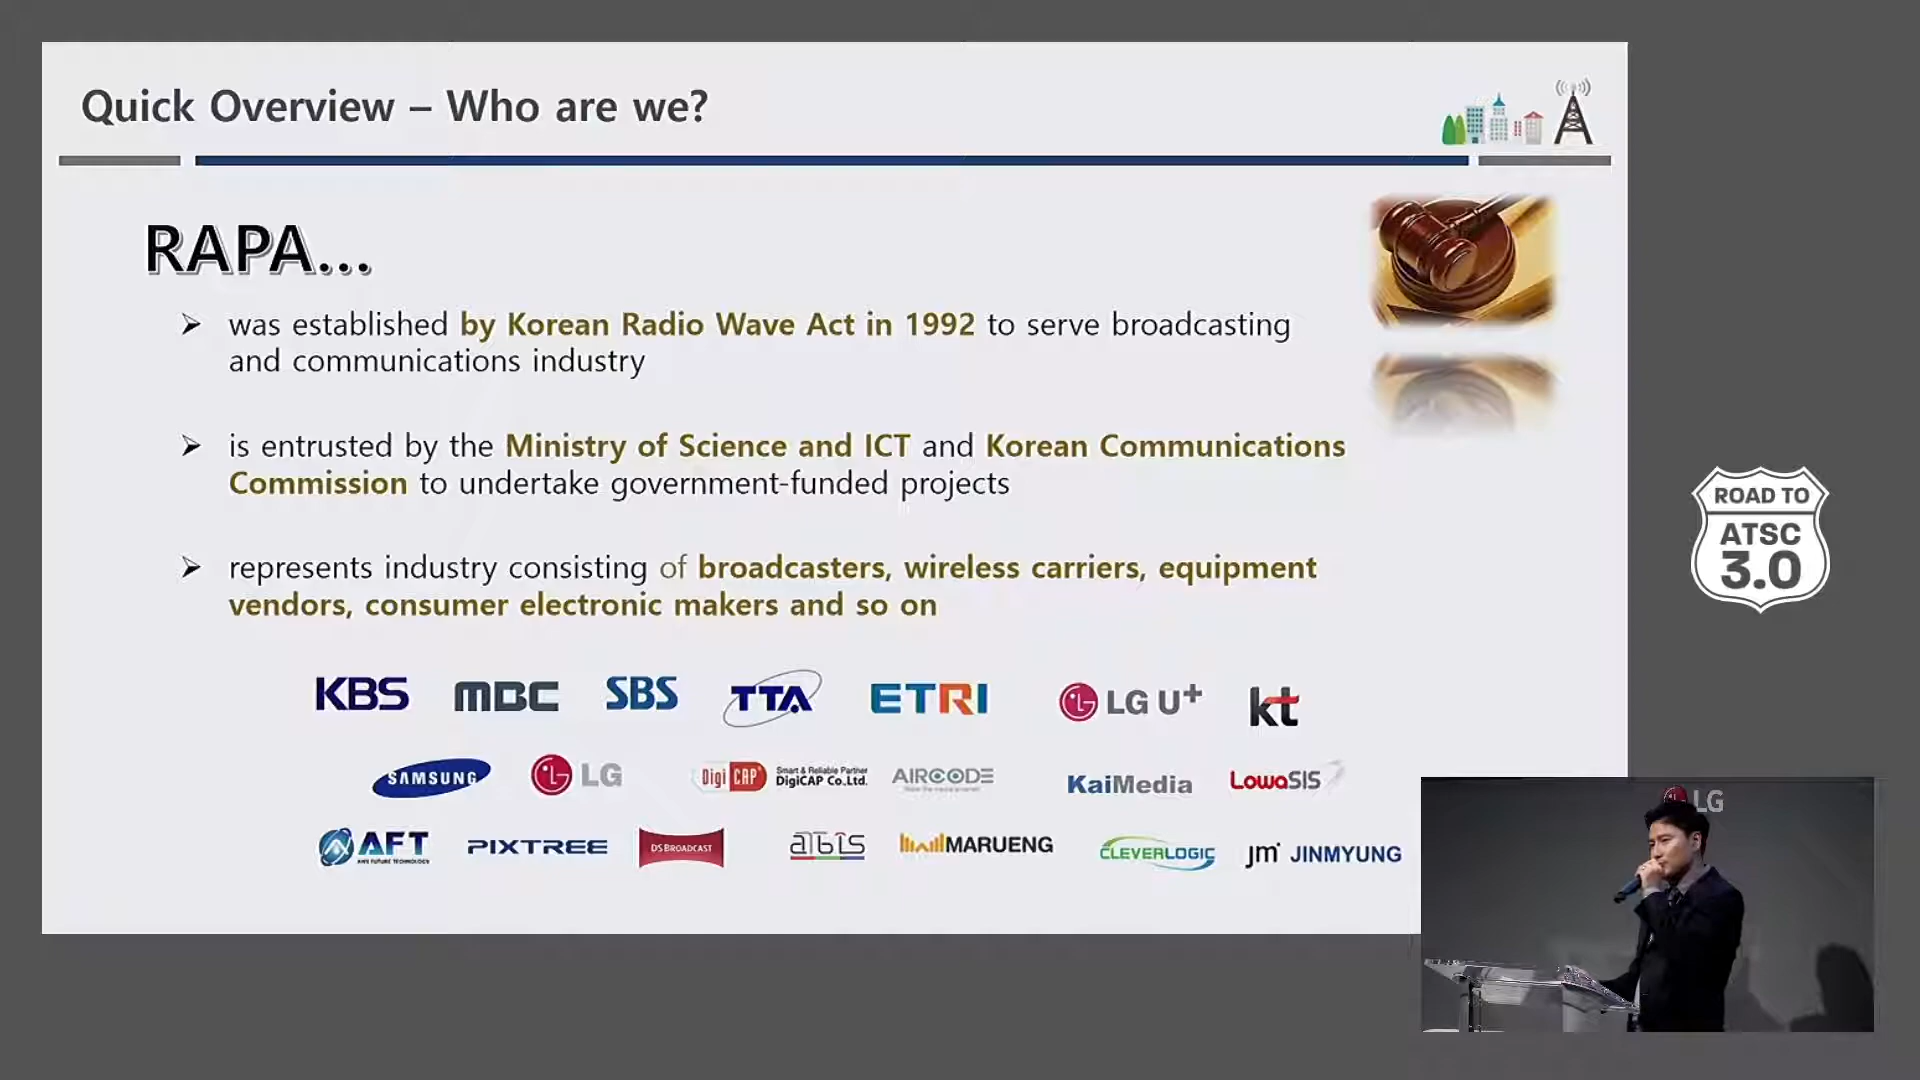 Quick Overview – Who are we?
RAPA...
➢ was established by Korean Radio Wave Act in 1992 to serve broadcasting
and communications industry
➢ is entrusted by the Ministry of Science and ICT and Korean Communications
Commission to undertake government-funded projects
➢ represents industry consisting of broadcasters, wireless carriers, equipment
vendors, consumer electronic makers and so on
KBS MBC SBS TTA ETRI LG U+ kt
SAMSUNG LG Digi CAP Smart & Reliable Partner
DigiCAP Co.Ltd. AIRCODE KaiMedia LowaSIS
AFT PIXTREE DS BROADCAST MARUENG CLEVERLOGIC jm JINMYUNG
ROAD TO
ATSC
3.0
LG